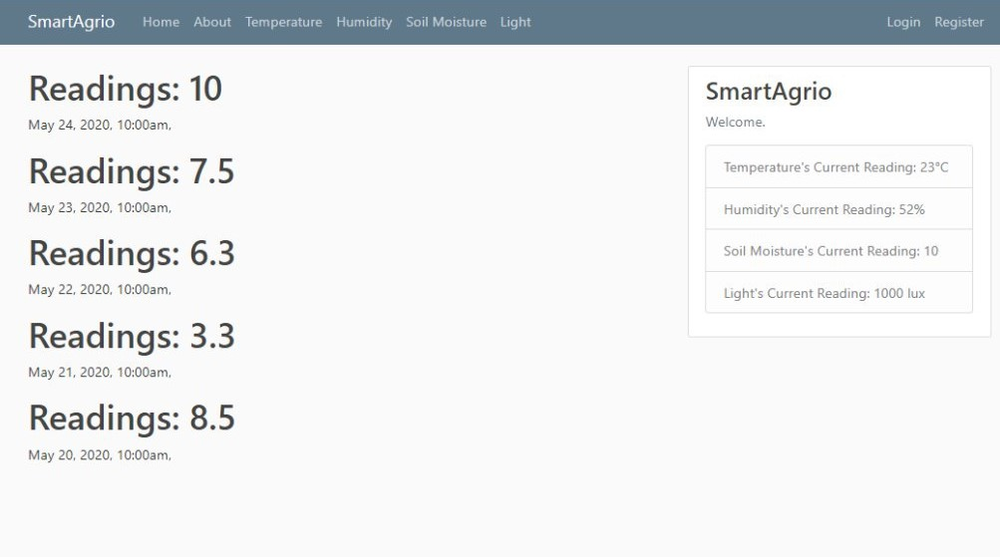 SmartAgrio Home About Temperature Humidity Soil Moisture Light Login Register
Readings: 10
May 24, 2020, 10:00am,
Readings: 7.5
May 23, 2020, 10:00am,
Readings: 6.3
May 22, 2020, 10:00am,
Readings: 3.3
May 21, 2020, 10:00am,
Readings: 8.5
May 20, 2020, 10:00am,
SmartAgrio
Welcome.
Temperature's Current Reading: 23°C
Humidity's Current Reading: 52%
Soil Moisture's Current Reading: 10
Light's Current Reading: 1000 lux